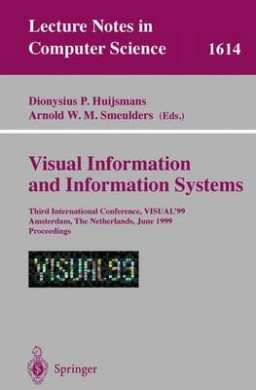 Lecture Notes in
Computer Science 1614
Dionysius P. Huijsmans
Arnold W. M. Smeulders (Eds.)
Visual Information
and Information Systems
Third International Conference, VISUAL'99
Amsterdam, The Netherlands, June 1999
Proceedings
VISUAL99
Springer